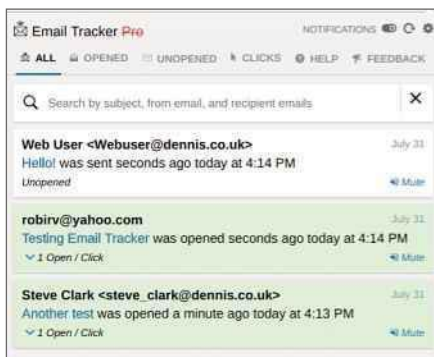 Email Tracker Pro
NOTIFICATIONS
ALL OPENED UNOPENED CLICKS HELP FEEDBACK
Search by subject, from email, and recipient emails
Web User <Webuser@dennis.co.uk> July 31
Hello! was sent seconds ago today at 4:14 PM
Unopened Mute
robirv@yahoo.com July 31
Testing Email Tracker was opened seconds ago today at 4:14 PM
1 Open / Click Mute
Steve Clark <steve_clark@dennis.co.uk> July 31
Another test was opened a minute ago today at 4:13 PM
1 Open / Click Mute